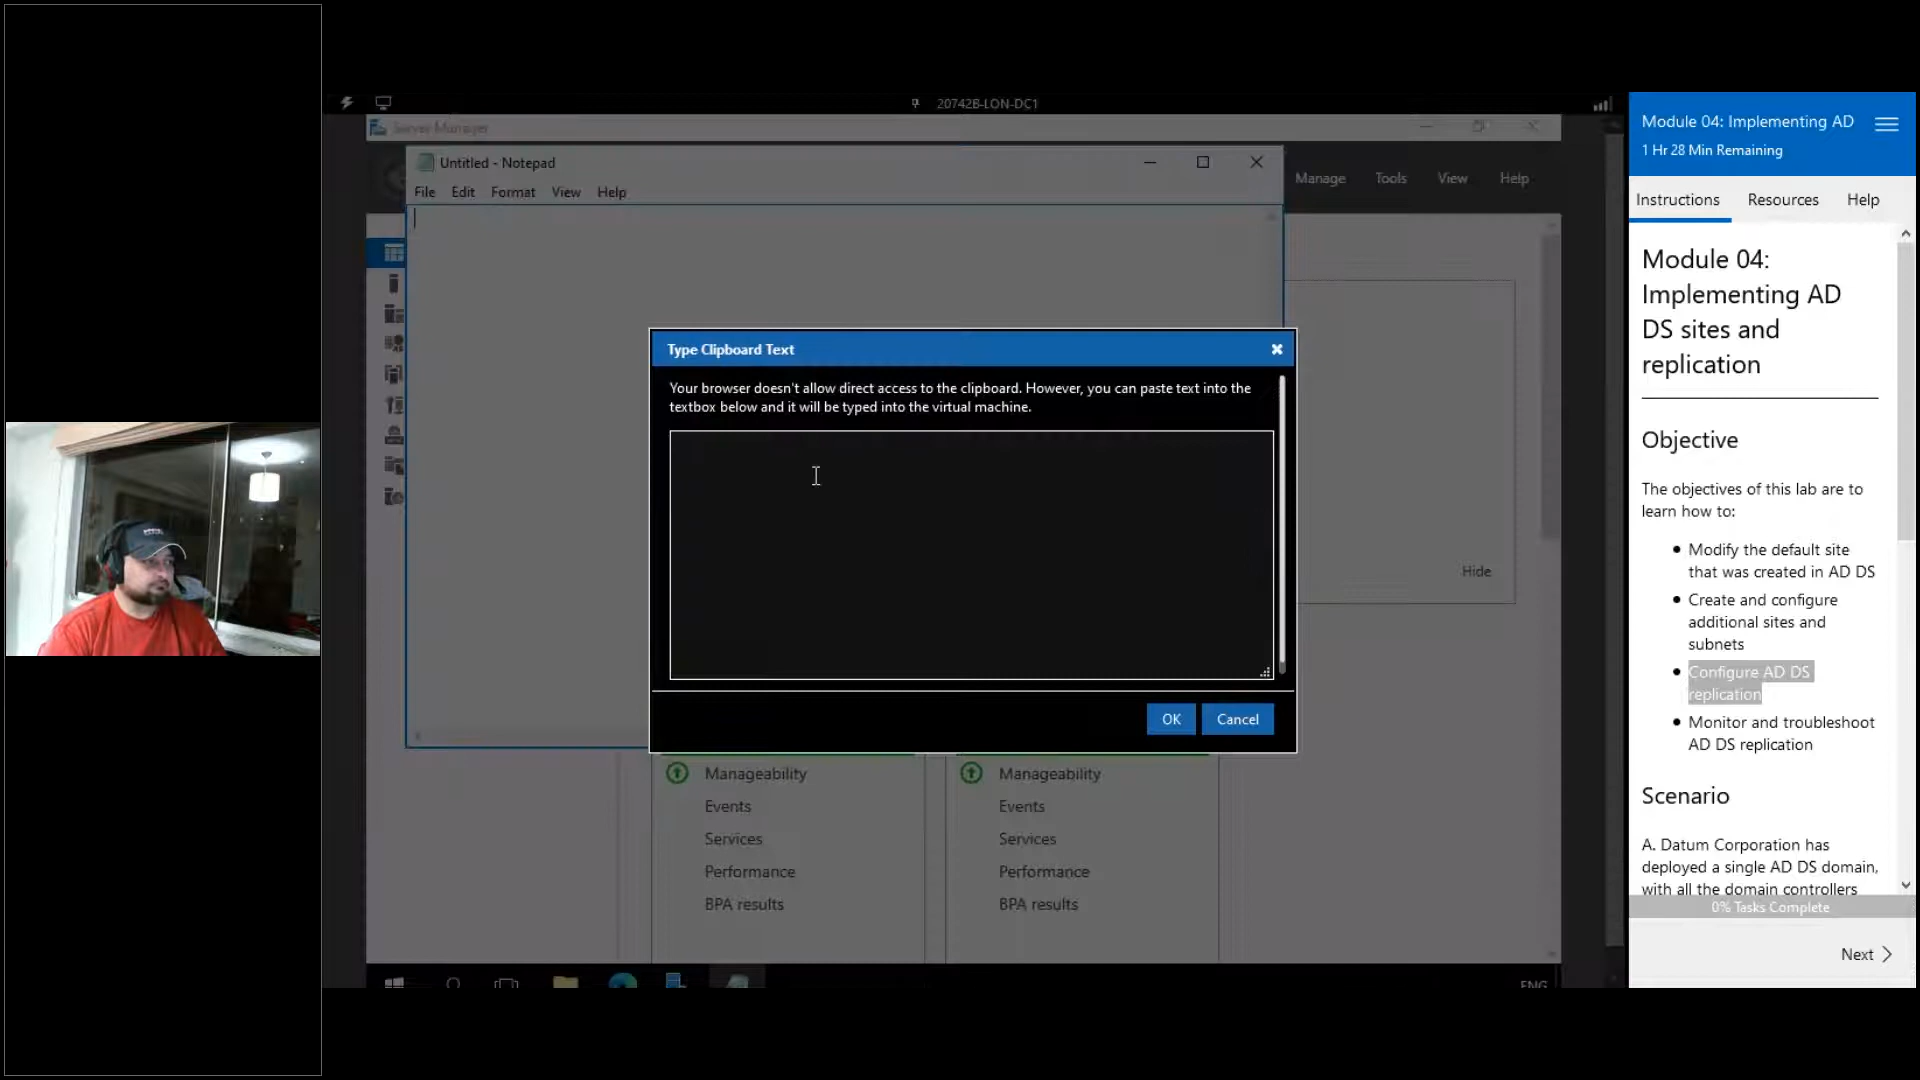 20742B-LON-DC1
Server Manager
Untitled - Notepad
File Edit Format View Help
Manage Tools View Help
Hide
Type Clipboard Text
Your browser doesn't allow direct access to the clipboard. However, you can paste text into the
textbox below and it will be typed into the virtual machine.
OK Cancel
Manageability Manageability
Events Events
Services Services
Performance Performance
BPA results BPA results
ENG
Module 04: Implementing AD
1 Hr 28 Min Remaining
Instructions Resources Help
Module 04:
Implementing AD
DS sites and
replication
Objective
The objectives of this lab are to
learn how to:
• Modify the default site
that was created in AD DS
• Create and configure
additional sites and
subnets
• Configure AD DS
replication
• Monitor and troubleshoot
AD DS replication
Scenario
A. Datum Corporation has
deployed a single AD DS domain,
with all the domain controllers
0% Tasks Complete
Next